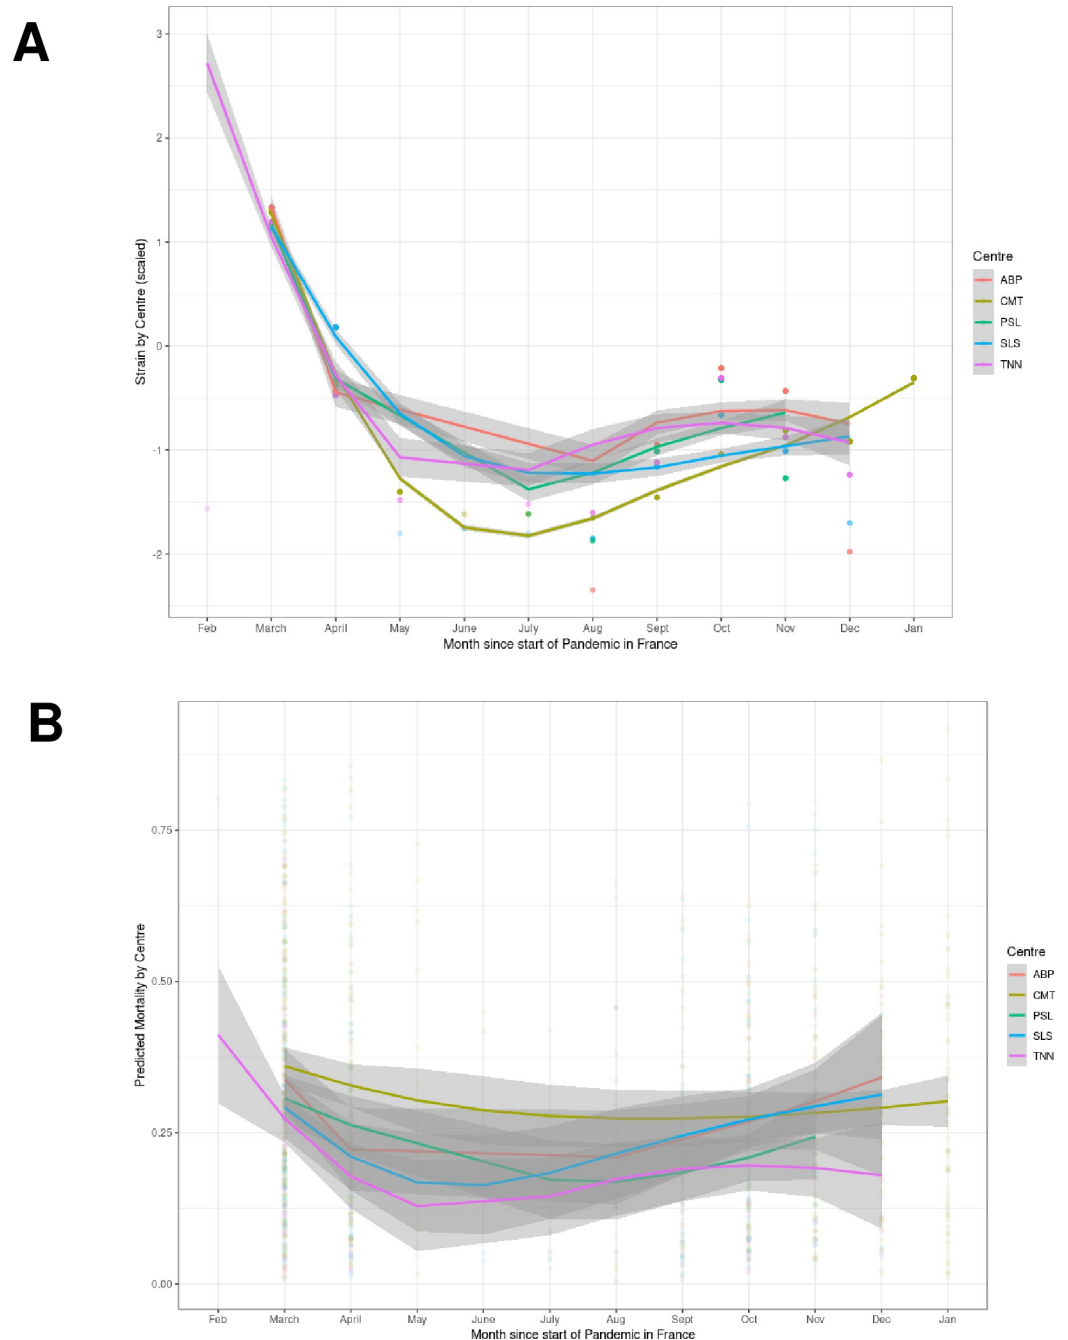 A
Strain by Centre (scaled)
3
2
1
0
-1
-2
Feb March April May June July Aug Sept Oct Nov Dec Jan
Month since start of Pandemic in France
Centre
ABP
CMT
PSL
SLS
TNN
B
Predicted Mortality by Centre
0.75
0.50
0.25
0.00
Feb March April May June July Aug Sept Oct Nov Dec Jan
Month since start of Pandemic in France
Centre
ABP
CMT
PSL
SLS
TNN